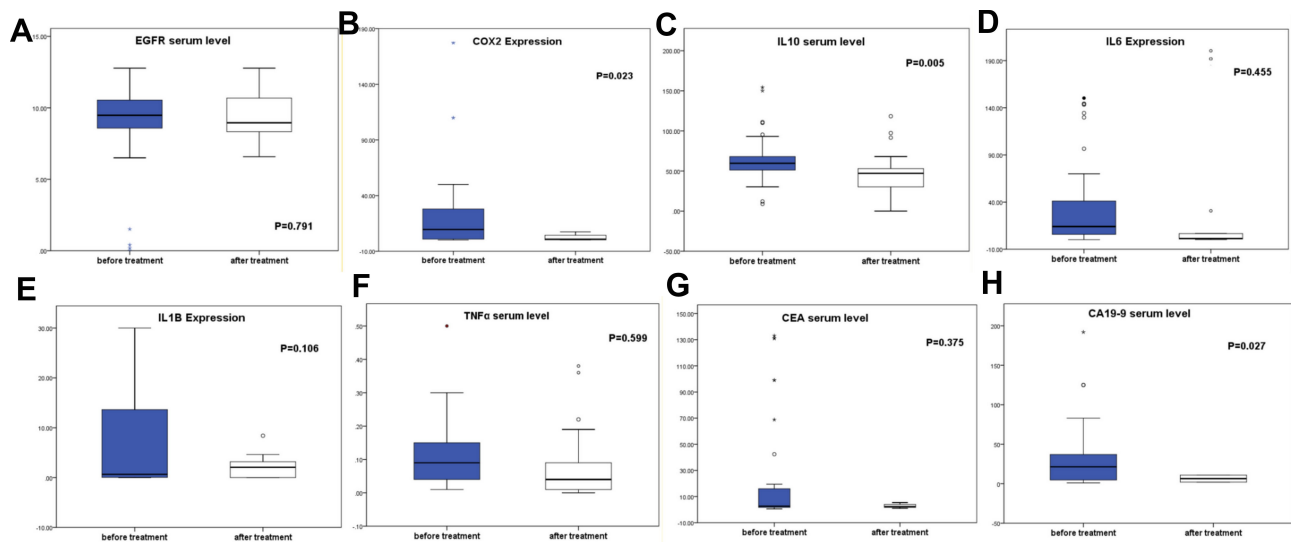 A
EGFR serum level
15.00
10.00
5.00
.00
P=0.791
before treatment after treatment
B
COX2 Expression
190.00
140.00
90.00
40.00
-10.00
P=0.023
before treatment after treatment
C
IL10 serum level
200.00
150.00
100.00
50.00
.00
-50.00
P=0.005
before treatment after treatment
D
IL6 Expression
190.00
140.00
90.00
40.00
-10.00
P=0.455
before treatment after treatment
E
IL1B Expression
30.00
20.00
10.00
.00
-10.00
P=0.106
before treatment after treatment
F
TNFα serum level
.50
.40
.30
.20
.10
.00
-.10
P=0.599
before treatment after treatment
G
CEA serum level
150.00
130.00
110.00
90.00
70.00
50.00
30.00
10.00
-10.00
P=0.375
before treatment after treatment
H
CA19-9 serum level
200
150
100
50
0
-50
P=0.027
before treatment after treatment